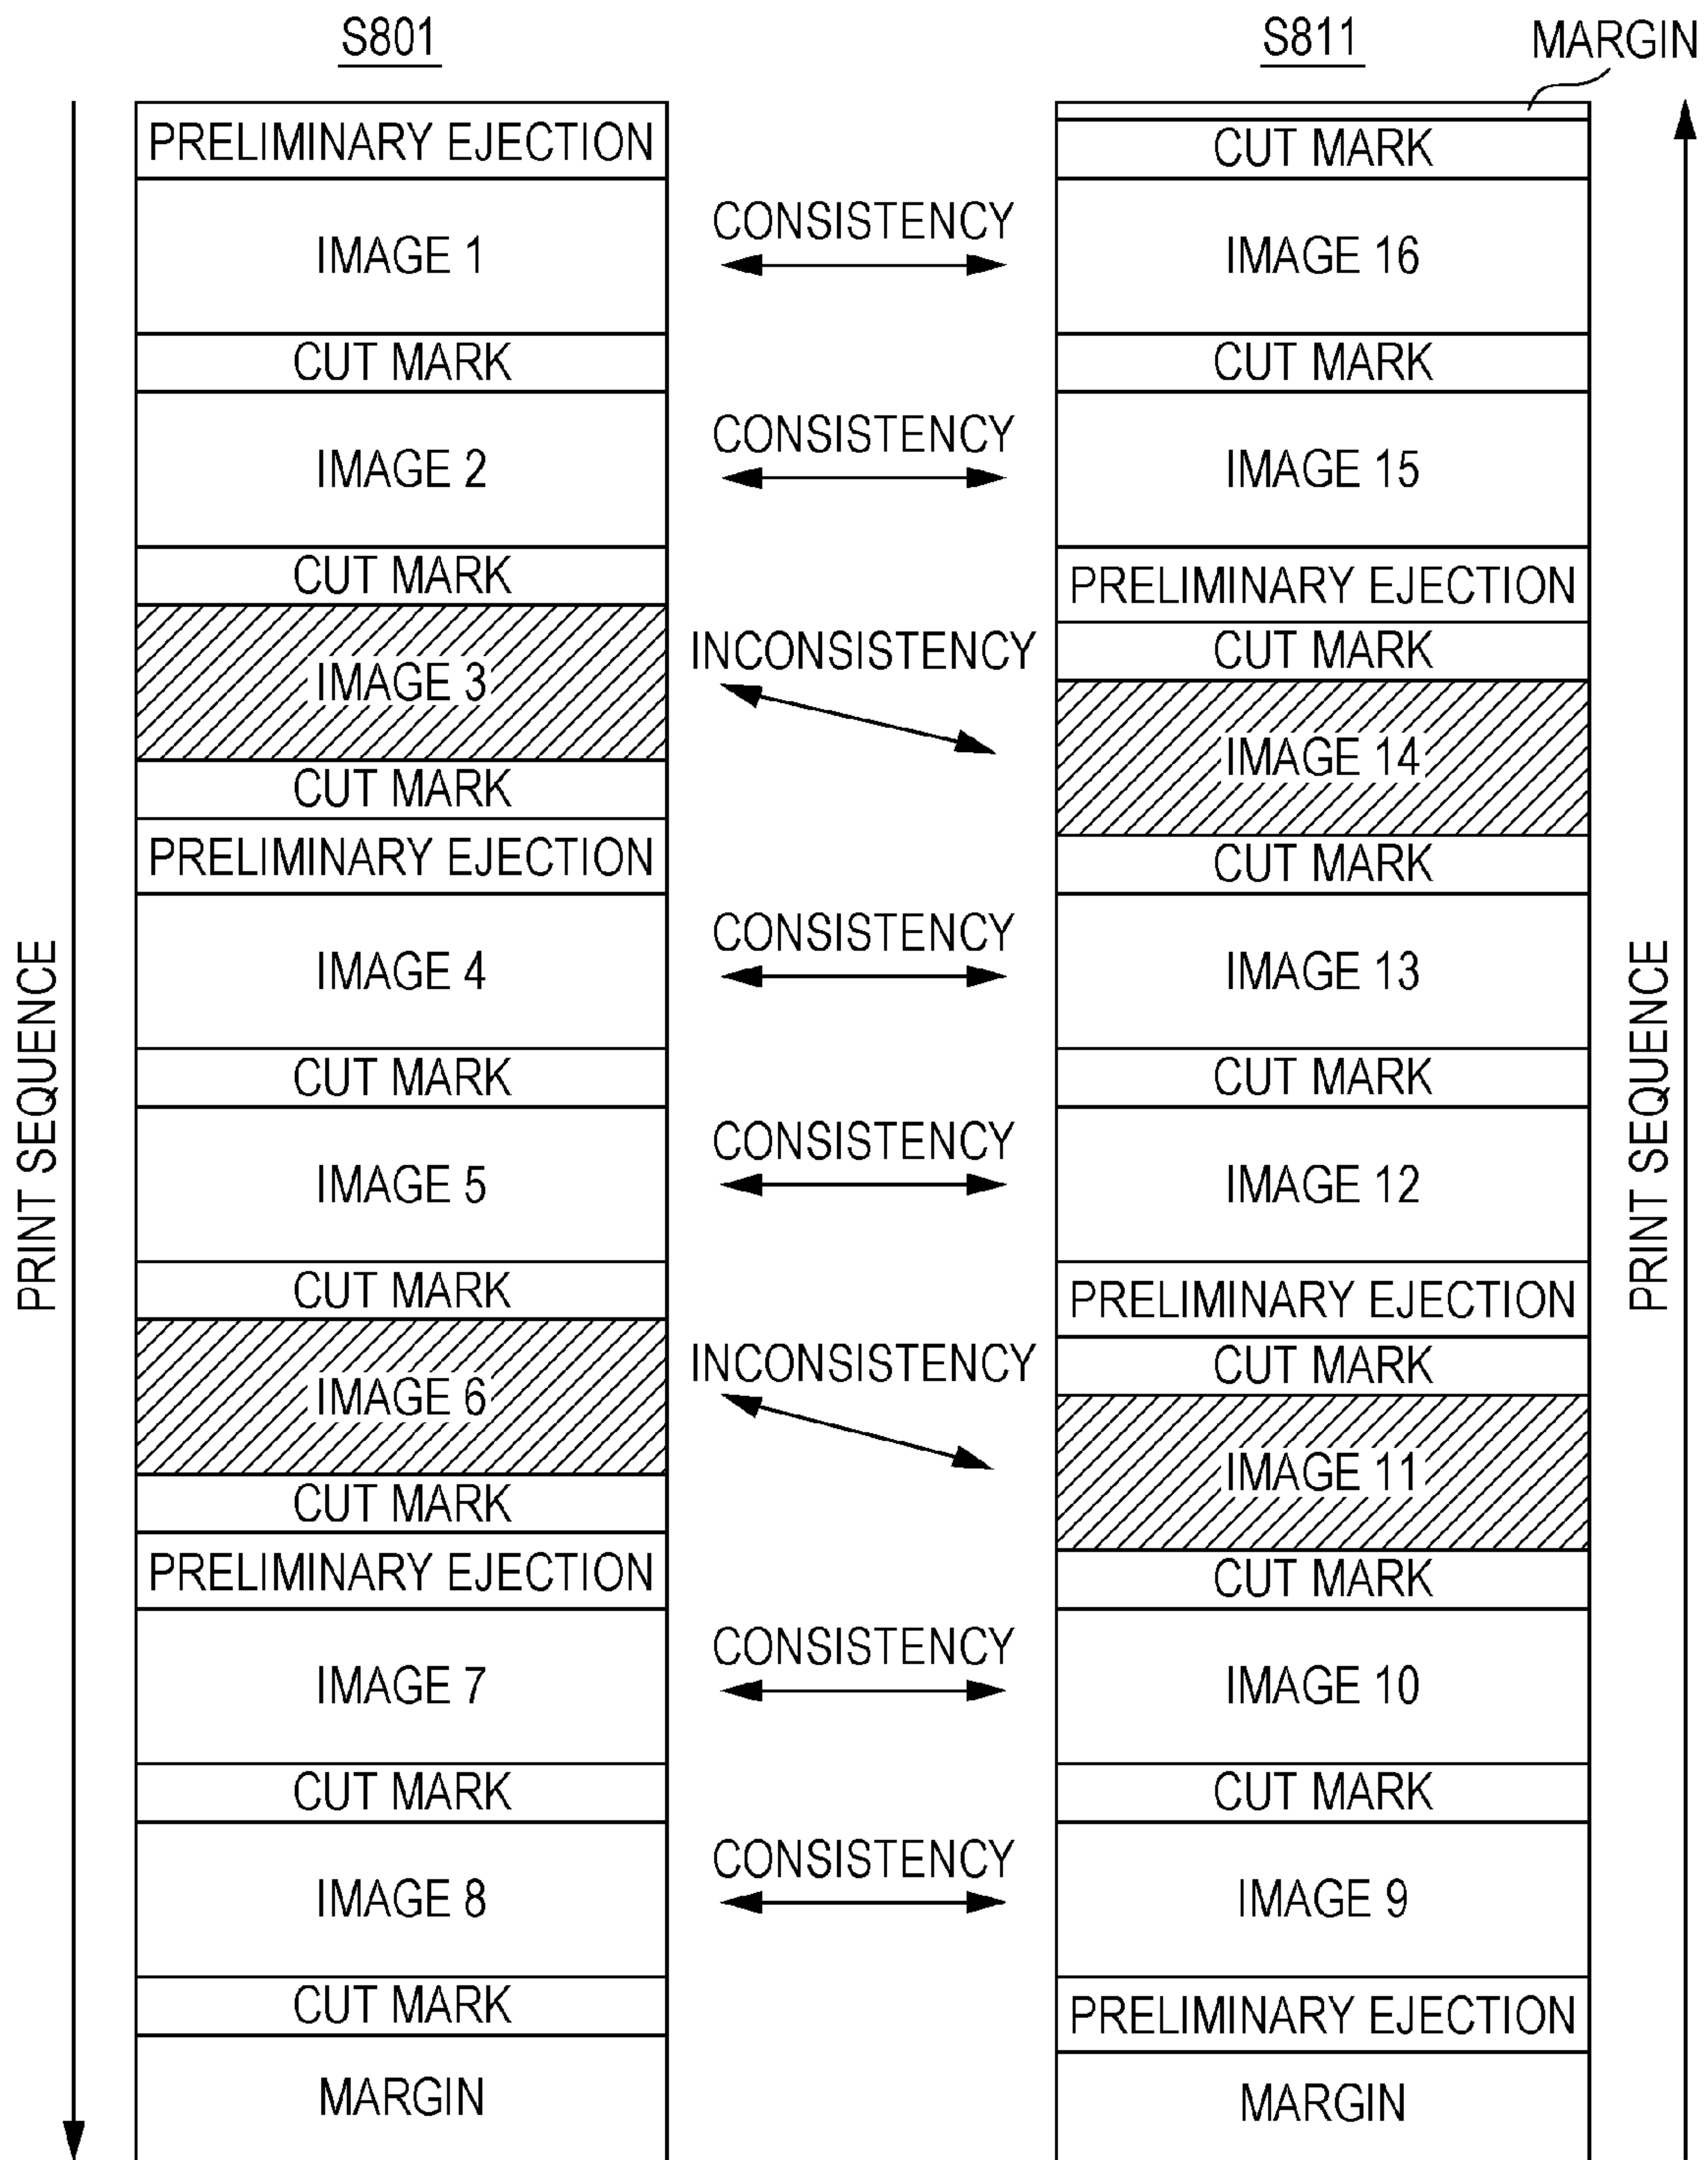 S801
S811
MARGIN
PRELIMINARY EJECTION
CUT MARK
IMAGE 1
CONSISTENCY
IMAGE 16
CUT MARK
CUT MARK
IMAGE 2
CONSISTENCY
IMAGE 15
CUT MARK
PRELIMINARY EJECTION
IMAGE 3
INCONSISTENCY
CUT MARK
IMAGE 14
CUT MARK
PRELIMINARY EJECTION
CUT MARK
IMAGE 4
CONSISTENCY
IMAGE 13
CUT MARK
CUT MARK
PRINT SEQUENCE
PRINT SEQUENCE
IMAGE 5
CONSISTENCY
IMAGE 12
CUT MARK
PRELIMINARY EJECTION
IMAGE 6
INCONSISTENCY
CUT MARK
IMAGE 11
CUT MARK
PRELIMINARY EJECTION
CUT MARK
IMAGE 7
CONSISTENCY
IMAGE 10
CUT MARK
CUT MARK
IMAGE 8
CONSISTENCY
IMAGE 9
CUT MARK
PRELIMINARY EJECTION
MARGIN
MARGIN